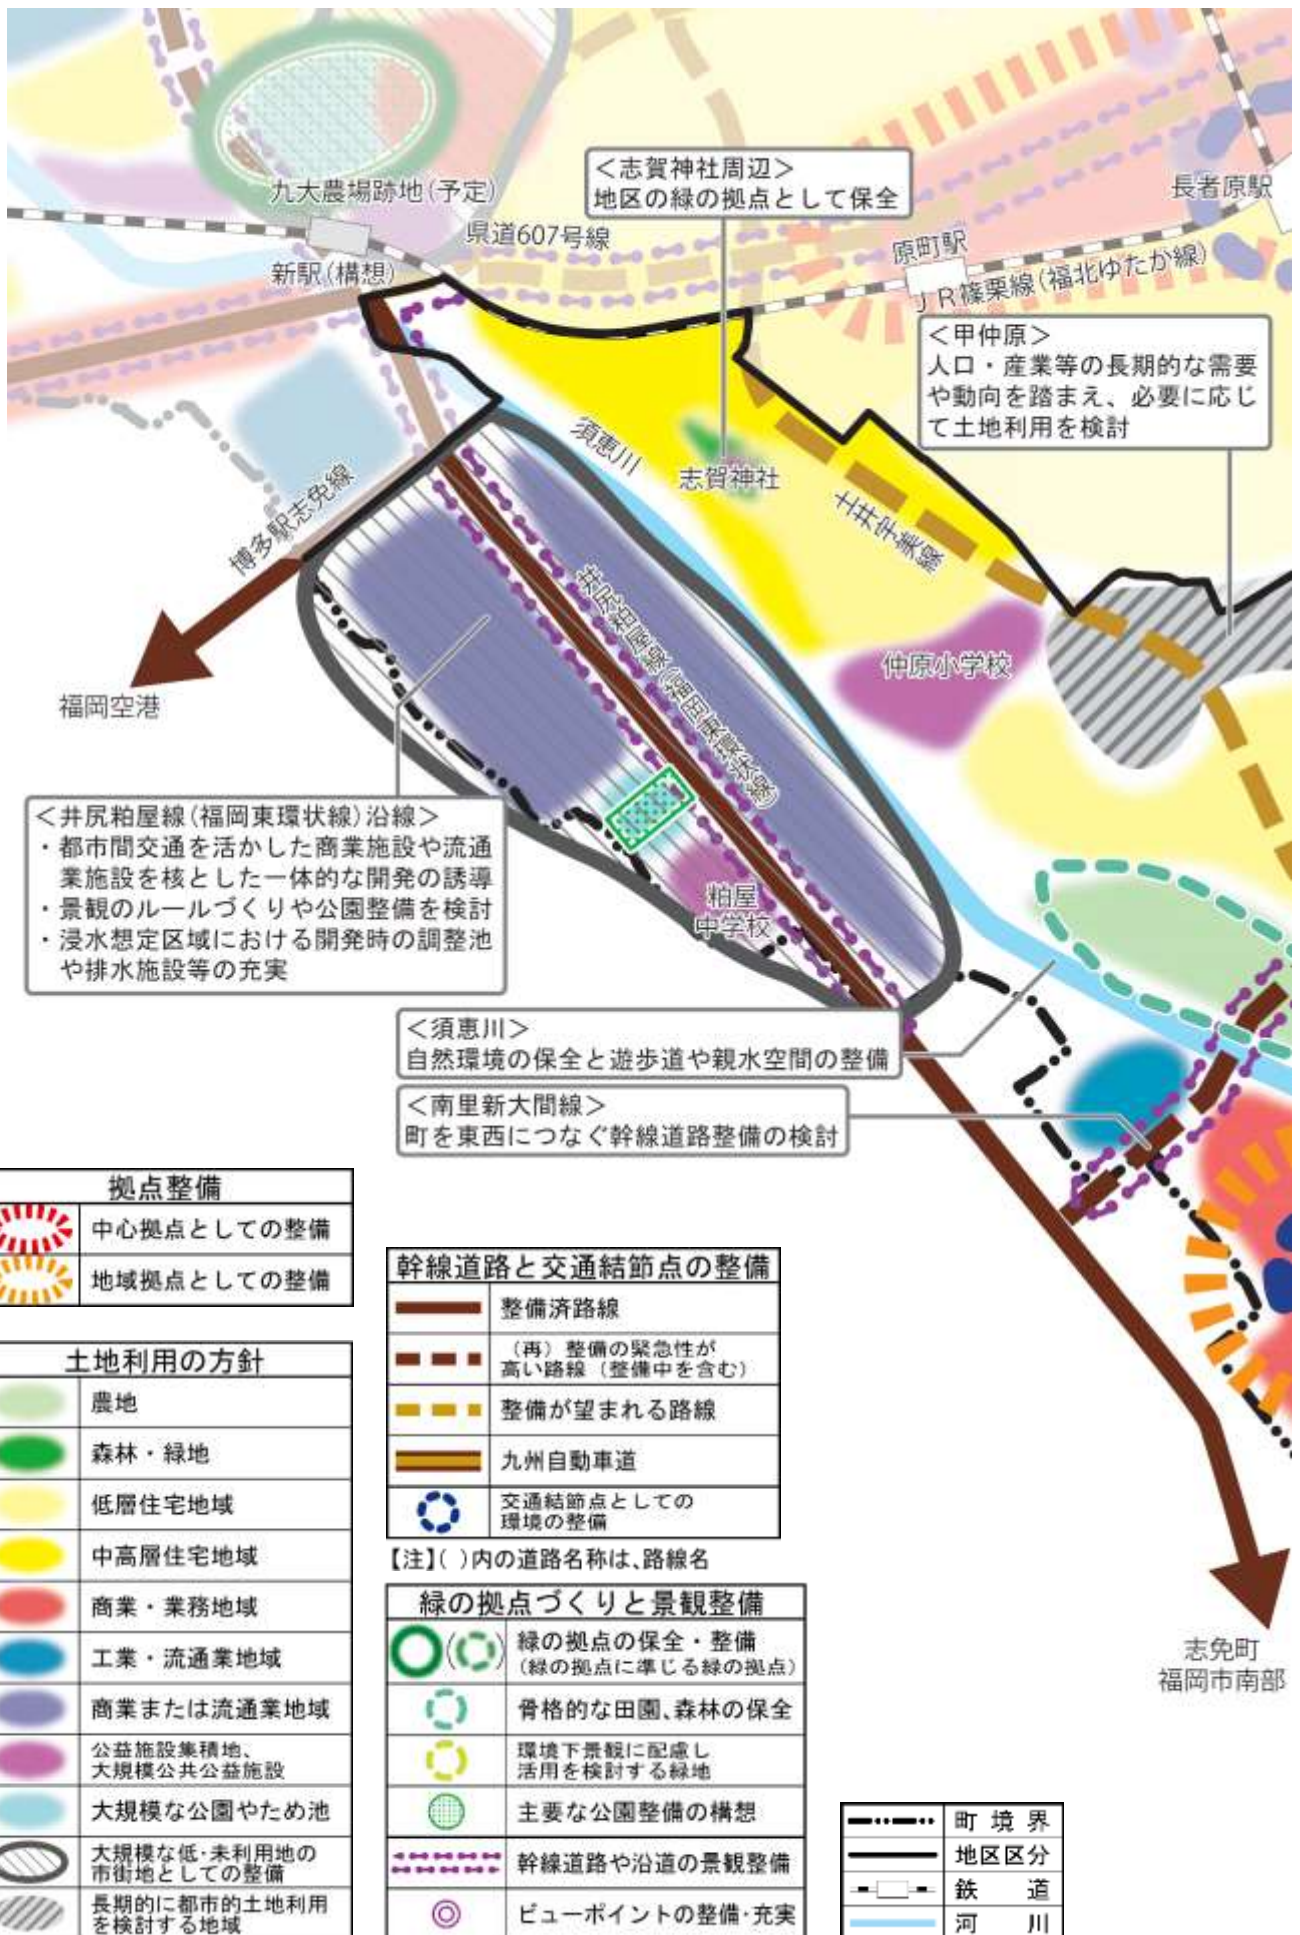 ＜志賀神社周辺＞
地区の緑の拠点として保全
九大農場跡地(予定)
長者原駅
県道607号線
原町駅
新駅(構想)
ＪＲ篠栗線(福北ゆたか線)
＜甲仲原＞
人口・産業等の長期的な需要
や動向を踏まえ、必要に応じ
て土地利用を検討
須恵川
志賀神社
博多駅志免線
土井宇美線
井尻粕屋線(福岡東環状線)
仲原小学校
福岡空港
＜井尻粕屋線(福岡東環状線)沿線＞
・都市間交通を活かした商業施設や流通
業施設を核とした一体的な開発の誘導
・景観のルールづくりや公園整備を検討
・浸水想定区域における開発時の調整池
や排水施設等の充実
粕屋
中学校
＜須恵川＞
自然環境の保全と遊歩道や親水空間の整備
＜南里新大間線＞
町を東西につなぐ幹線道路整備の検討
拠点整備
中心拠点としての整備
地域拠点としての整備
土地利用の方針
農地
森林・緑地
低層住宅地域
中高層住宅地域
商業・業務地域
工業・流通業地域
商業または流通業地域
公益施設集積地、
大規模公共公益施設
大規模な公園やため池
大規模な低･未利用地の
市街地としての整備
長期的に都市的土地利用
を検討する地域
幹線道路と交通結節点の整備
整備済路線
（再）整備の緊急性が
高い路線（整備中を含む）
整備が望まれる路線
九州自動車道
交通結節点としての
環境の整備
【注】( )内の道路名称は、路線名
緑の拠点づくりと景観整備
緑の拠点の保全・整備
(緑の拠点に準じる緑の拠点)
骨格的な田園、森林の保全
環境下景観に配慮し
活用を検討する緑地
主要な公園整備の構想
幹線道路や沿道の景観整備
ビューポイントの整備･充実
志免町
福岡市南部
町境界
地区区分
鉄道
河川